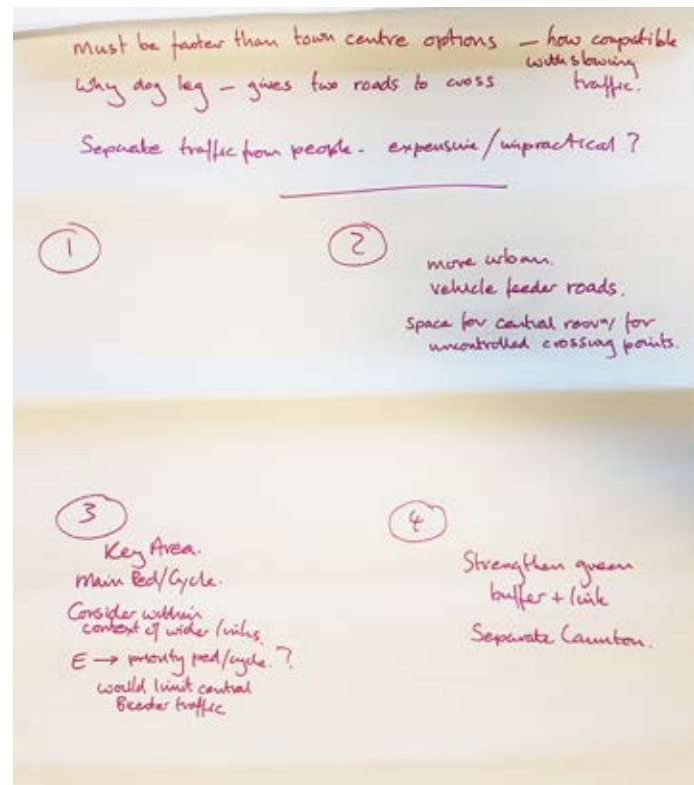 Must be faster than town centre options – how compatible
with slowing
Why dog leg – gives two roads to cross traffic.
Separate traffic from people - expensive/unpractical?
1
2
more urban.
vehicle feeder roads.
space for central for
uncontrolled crossing points.
3
Key Area.
Main Ped/Cycle.
Consider within
context of wider links.
E → priority ped/cycle.?
would limit central
feeder traffic
4
Strengthen green
buffer + link
Separate